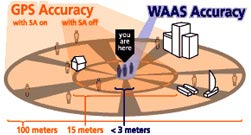 GPS Accuracy
with SA on with SA off
WAAS Accuracy
you
are
here
100 meters 15 meters < 3 meters